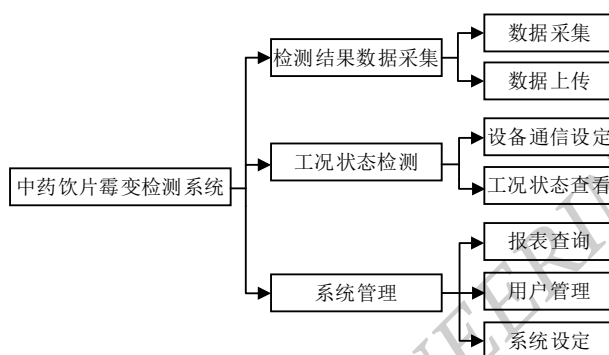 中药饮片霉变检测系统
检测结果数据采集
数据采集
数据上传
工况状态检测
设备通信设定
工况状态查看
系统管理
报表查询
用户管理
系统设定